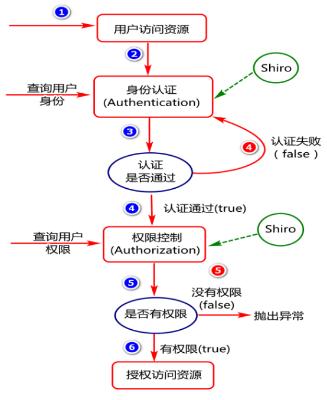 1
用户访问资源
2
Shiro
查询用户
身份
身份认证
(Authentication)
3
4
认证失败
( false )
认证
是否通过
4
认证通过(true)
Shiro
查询用户
权限
权限控制
(Authorization)
5
5
没有权限
(false)
是否有权限
抛出异常
6
有权限(true)
授权访问资源